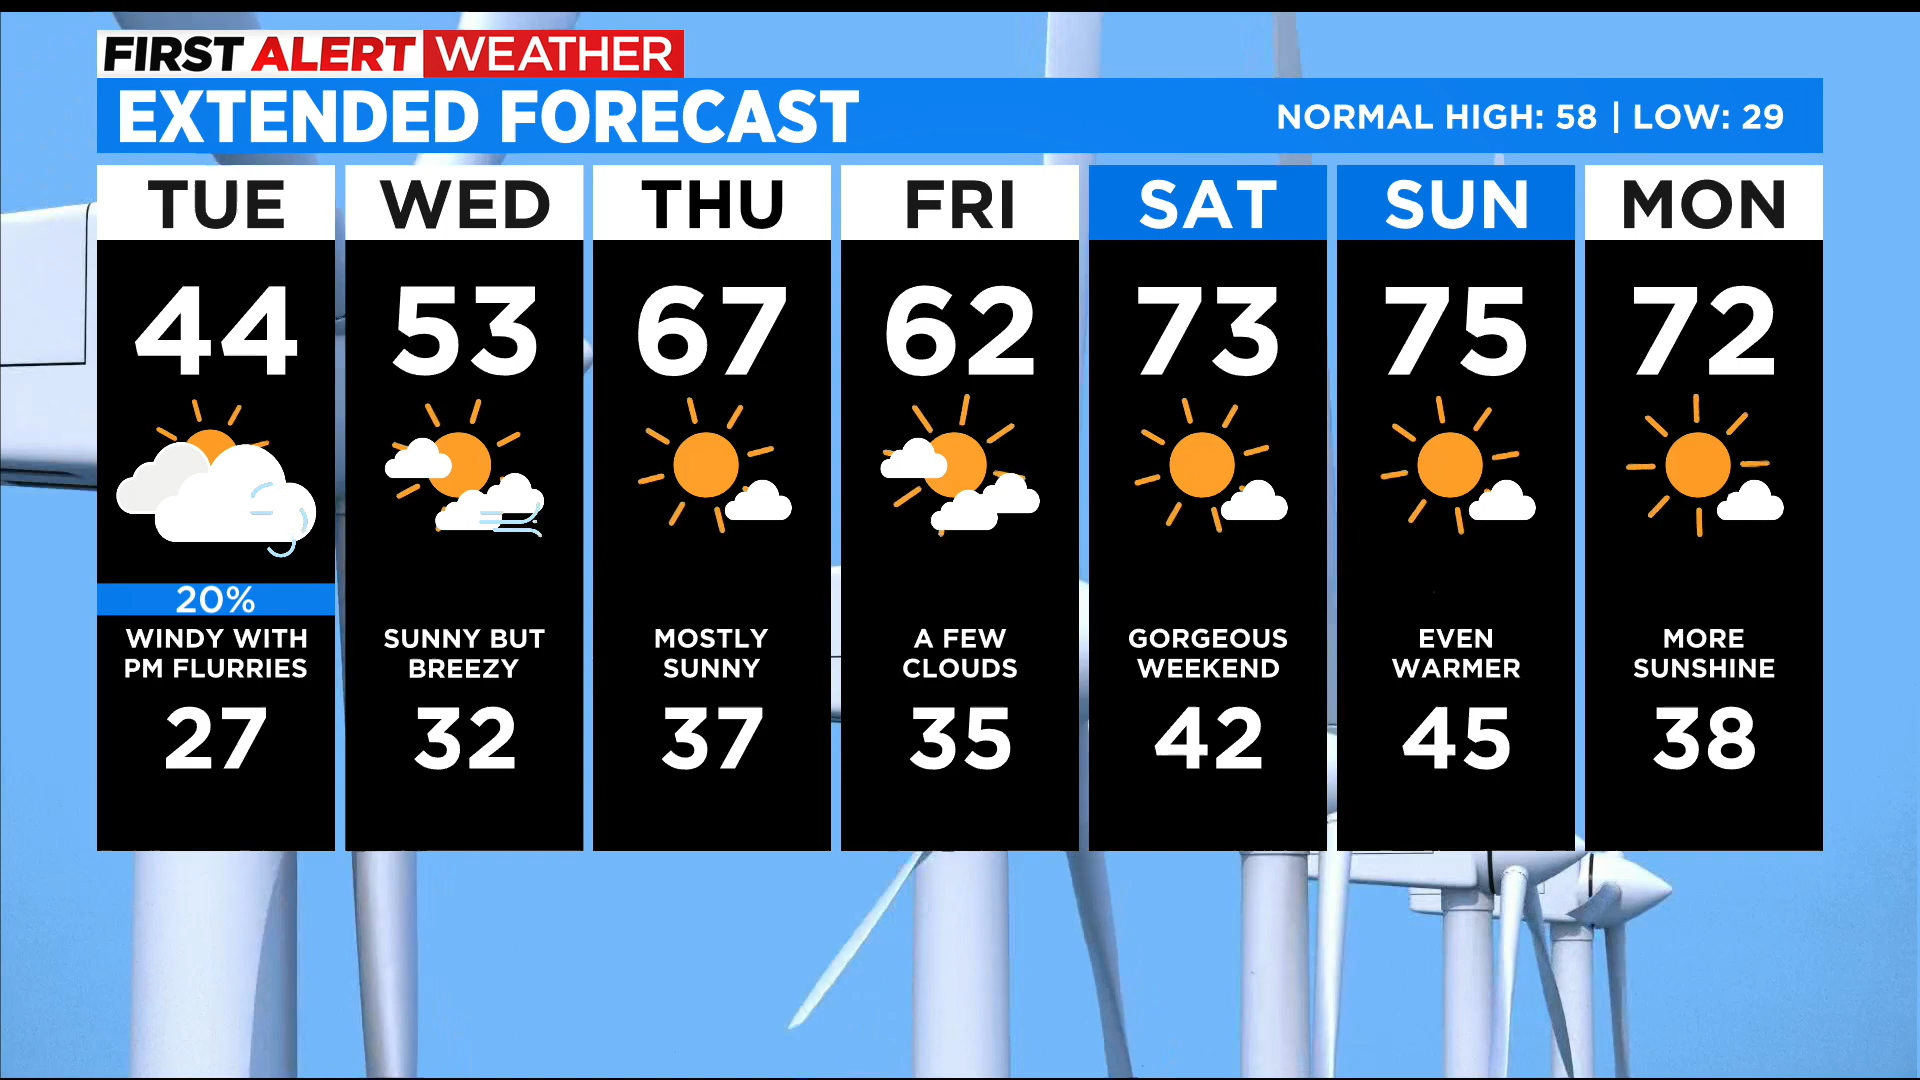 FIRST ALERT WEATHER
EXTENDED FORECAST
NORMAL HIGH: 58 | LOW: 29
TUE
44
20%
WINDY WITH
PM FLURRIES
27
WED
53
SUNNY BUT
BREEZY
32
THU
67
MOSTLY
SUNNY
37
FRI
62
A FEW
CLOUDS
35
SAT
73
GORGEOUS
WEEKEND
42
SUN
75
EVEN
WARMER
45
MON
72
MORE
SUNSHINE
38